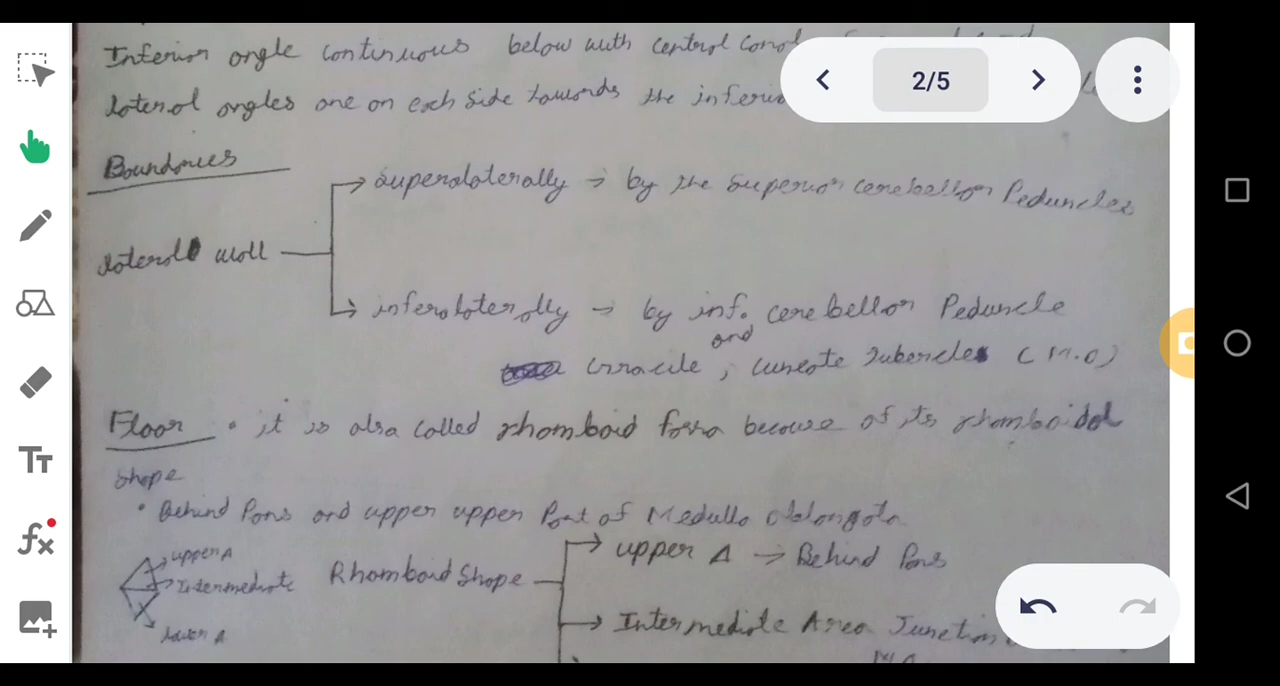 Inferior angle continuous below with central canal
lateral angles one on each side towards the inferio
2/5
Boundaries
Superolaterally → by the Superior cerebellar Peduncles
lateral wall
inferolaterally → by inf. cerebellar Peduncle
and
Gracile, cuneate tubercles (M.O)
Floor • it is also called rhomboid fossa because of its rhomboidal
Shape
• Behind Pons and upper upper Part of Medulla Oblongata
upper Δ
Intermediate
lower Δ
Rhomboid Shape
upper Δ → Behind Pons
→ Intermediate Area Junction
TT
fx